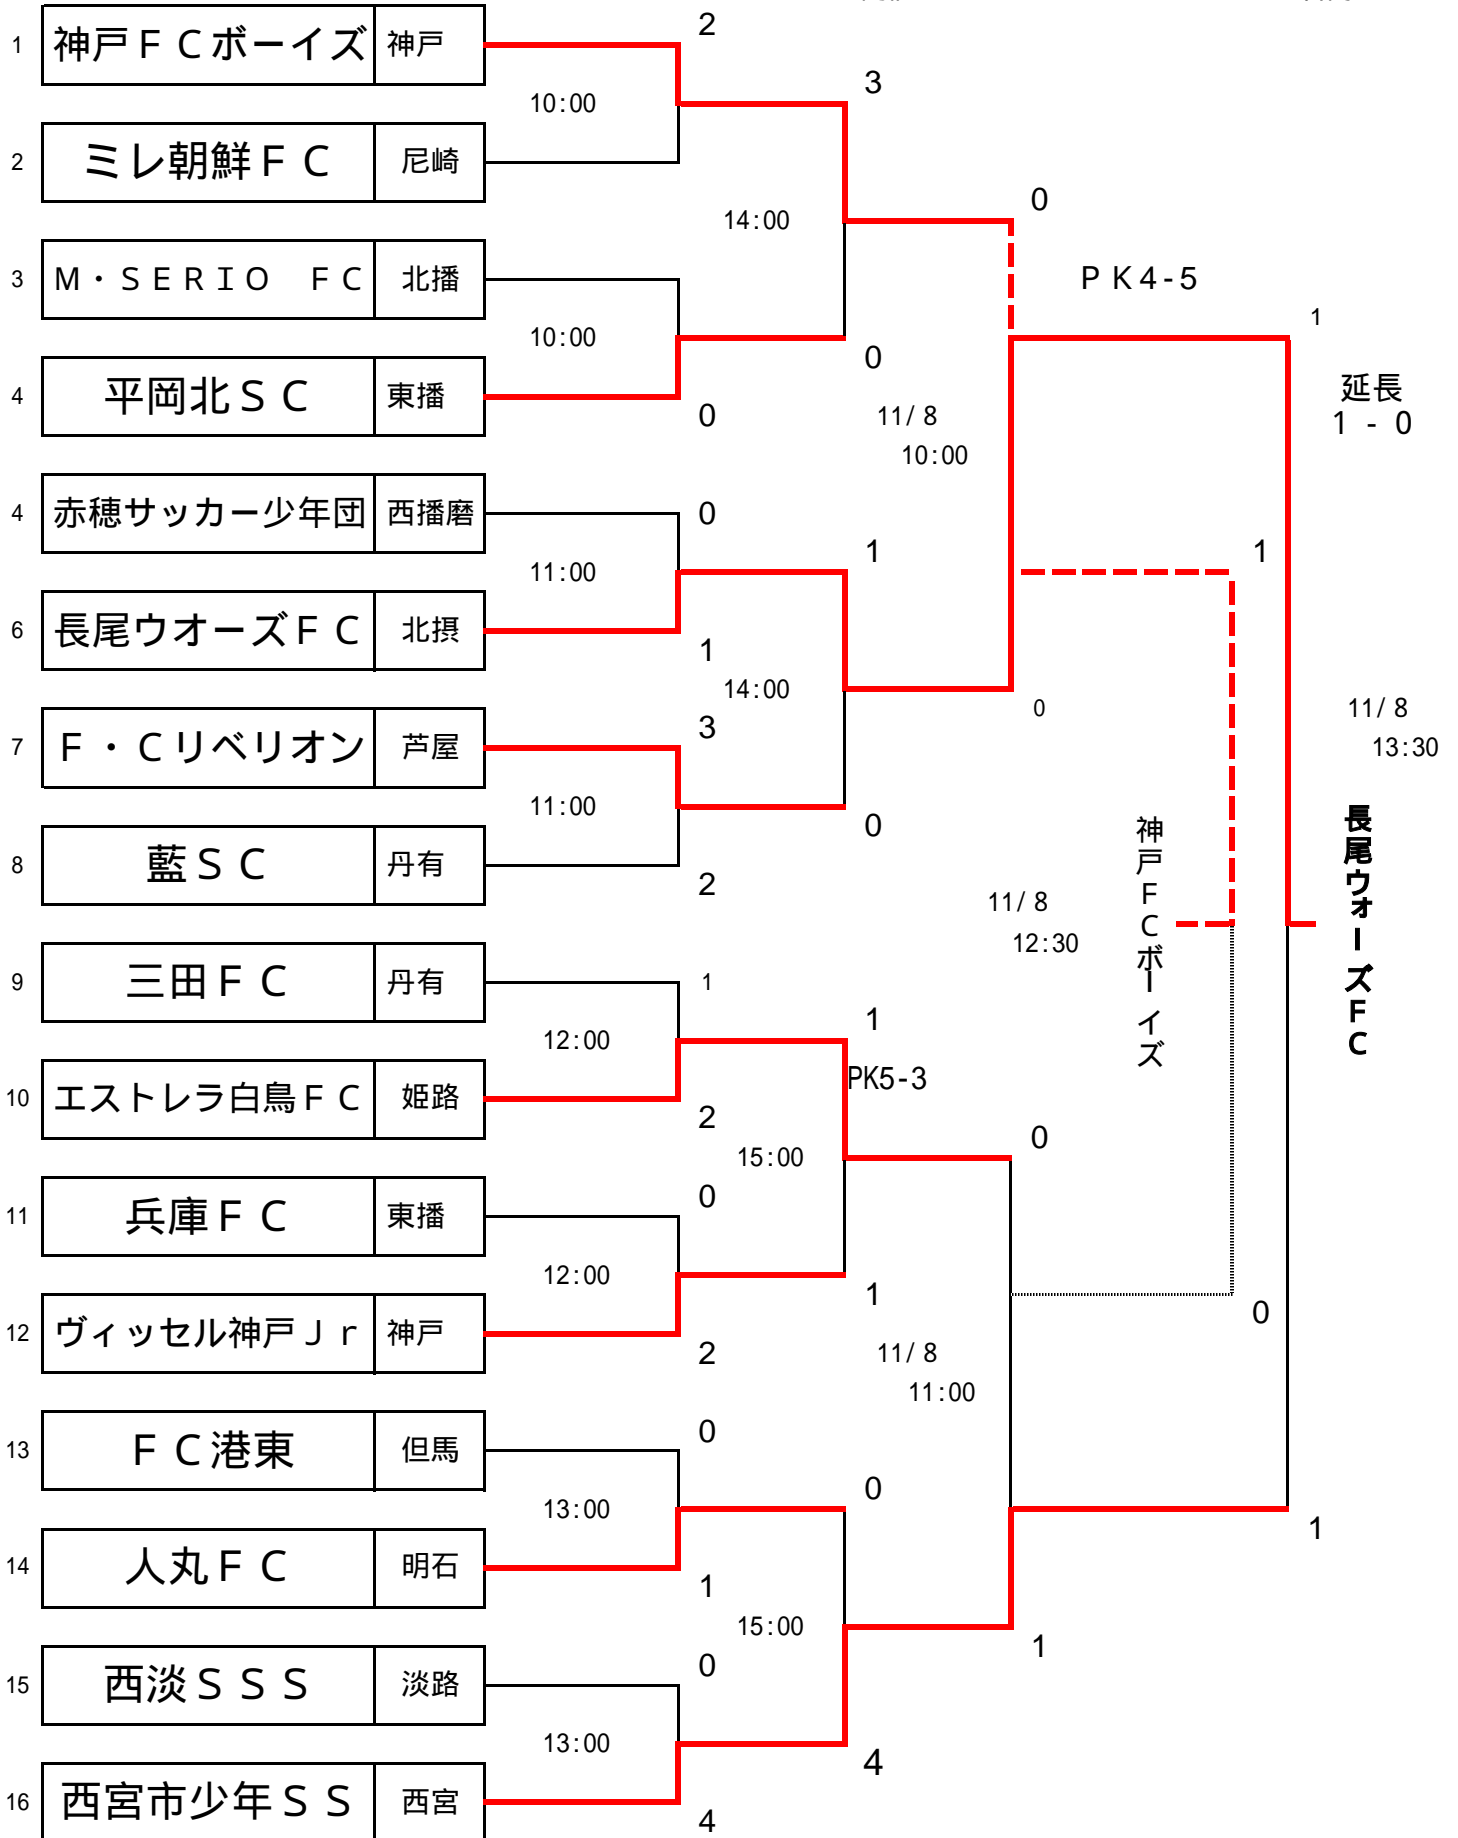 1 神戸ＦＣボーイズ 神戸
2
10:00
3
2 ミレ朝鮮ＦＣ 尼崎
14:00
0
3 Ｍ・ＳＥＲＩＯ　ＦＣ 北播
PK4-5
10:00
0
1
4 平岡北ＳＣ 東播
0
延長
1 - 0
11/8
10:00
4 赤穂サッカー少年団 西播磨
0
11:00
1
1
6 長尾ウオーズＦＣ 北摂
1
14:00
0
11/8
13:30
7 Ｆ・Ｃリベリオン 芦屋
3
11:00
0
8 藍ＳＣ 丹有
2
神戸ＦＣボーイズ
長尾ウォーズＦＣ
11/8
12:30
9 三田ＦＣ 丹有
1
12:00
1
PK5-3
10 エストレラ白鳥ＦＣ 姫路
2
15:00
0
11 兵庫ＦＣ 東播
0
12:00
1
0
12 ヴィッセル神戸Ｊｒ 神戸
2
11/8
11:00
13 ＦＣ港東 但馬
0
13:00
0
1
14 人丸ＦＣ 明石
1
15:00
1
15 西淡ＳＳＳ 淡路
0
13:00
4
16 西宮市少年ＳＳ 西宮
4